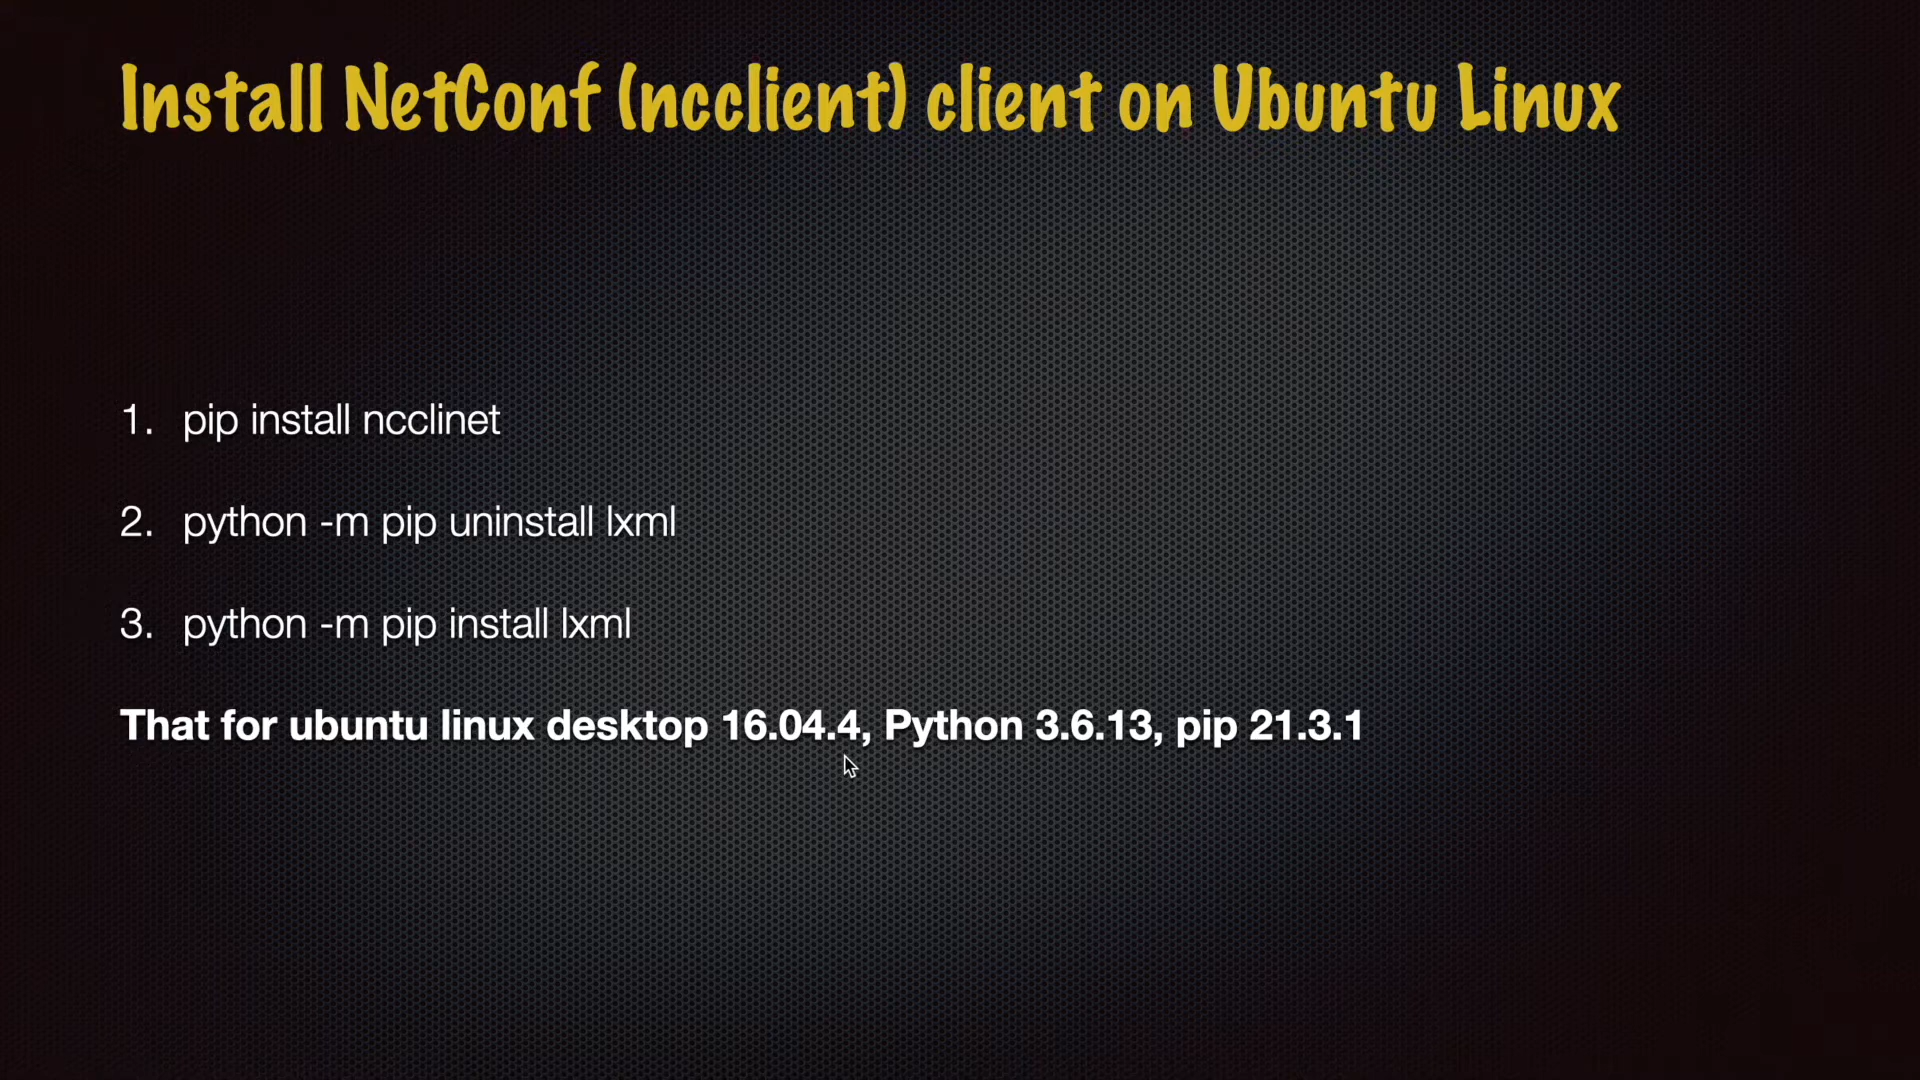 Install NetConf (ncclient) client on Ubuntu Linux
1. pip install ncclinet
2. python -m pip uninstall lxml
3. python -m pip install lxml
That for ubuntu linux desktop 16.04.4, Python 3.6.13, pip 21.3.1